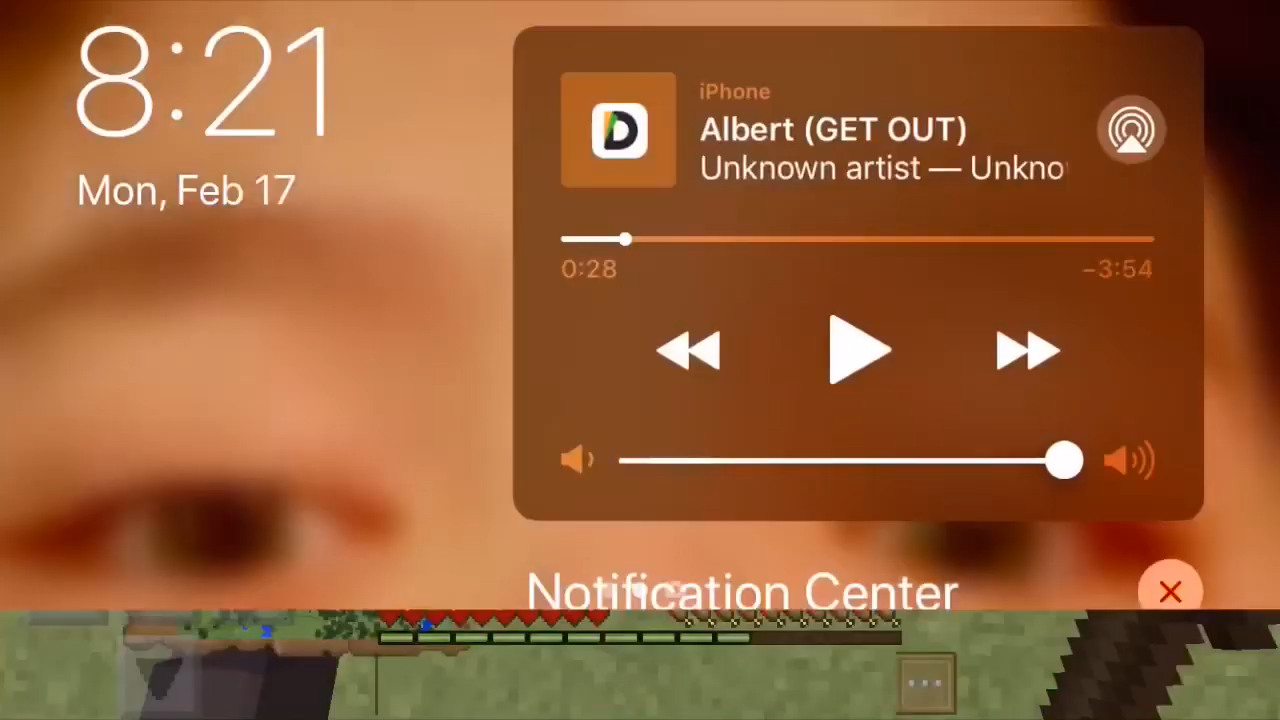 8:21
Mon, Feb 17
D
iPhone
Albert (GET OUT)
Unknown artist — Unkno
0:28
−3:54
Notification Center